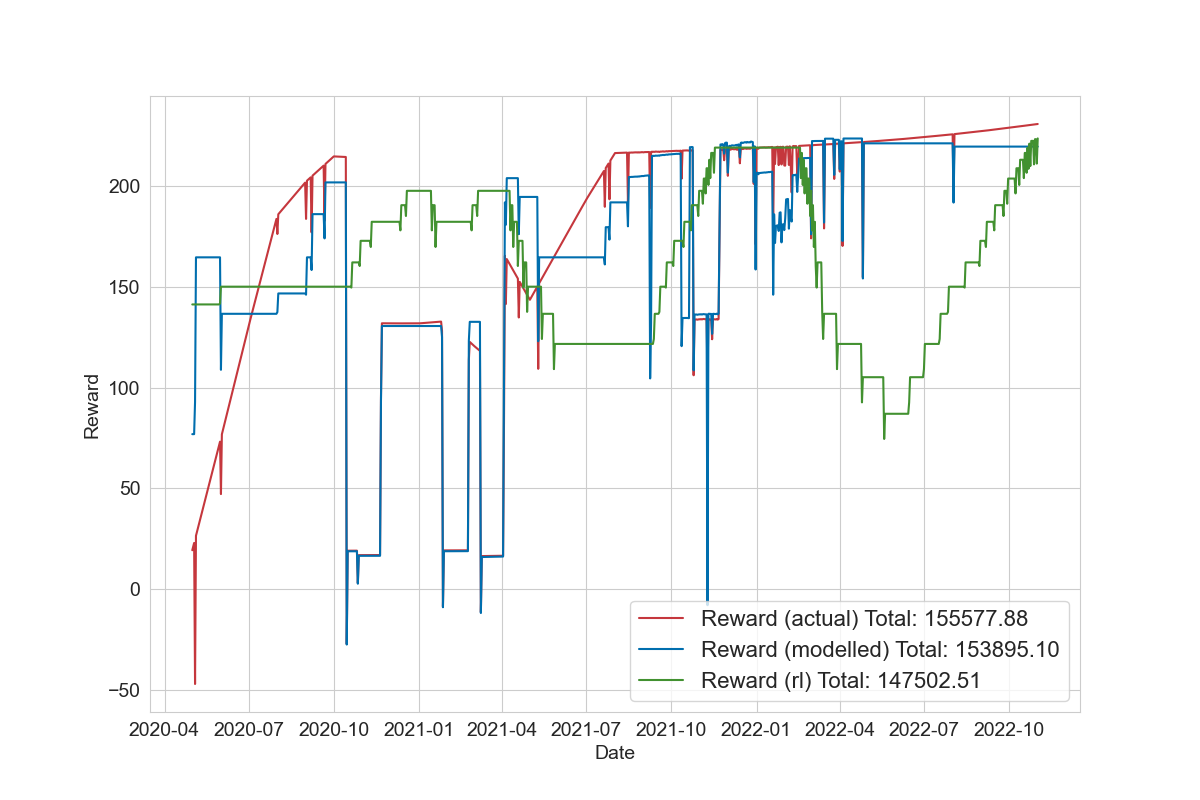 200
150
100
50
0
−50
Reward
Reward (actual) Total: 155577.88
Reward (modelled) Total: 153895.10
Reward (rl) Total: 147502.51
2020-04 2020-07 2020-10 2021-01 2021-04 2021-07 2021-10 2022-01 2022-04 2022-07 2022-10
Date